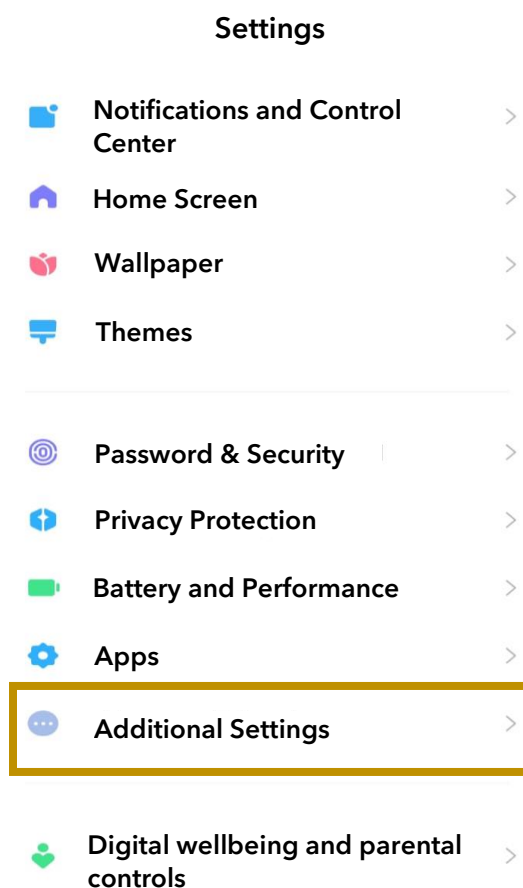 Settings
Notifications and Control
Center
Home Screen
Wallpaper
Themes
Password & Security
Privacy Protection
Battery and Performance
Apps
Additional Settings
Digital wellbeing and parental
controls